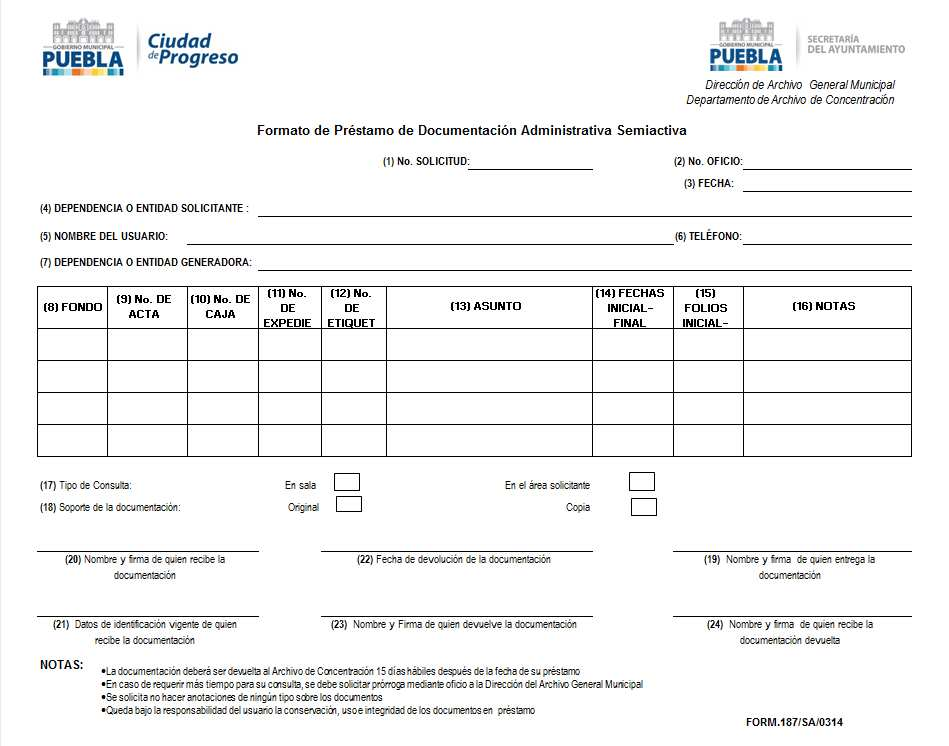 GOBIERNO MUNICIPAL
PUEBLA
Ciudad
de Progreso
GOBIERNO MUNICIPAL
PUEBLA
SECRETARÍA
DEL AYUNTAMIENTO
Dirección de Archivo General Municipal
Departamento de Archivo de Concentración
Formato de Préstamo de Documentación Administrativa Semiactiva
(1) No. SOLICITUD:
(2) No. OFICIO:
(3) FECHA:
(4) DEPENDENCIA O ENTIDAD SOLICITANTE :
(5) NOMBRE DEL USUARIO:
(6) TELÉFONO:
(7) DEPENDENCIA O ENTIDAD GENERADORA:
(8) FONDO
(9) No. DE
ACTA
(10) No. DE
CAJA
(11) No.
DE
EXPEDIE
(12) No.
DE
ETIQUET
(13) ASUNTO
(14) FECHAS
INICIAL-
FINAL
(15)
FOLIOS
INICIAL-
(16) NOTAS
(17) Tipo de Consulta:
En sala
En el área solicitante
(18) Soporte de la documentación:
Original
Copia
(20) Nombre y firma de quien recibe la
documentación
(22) Fecha de devolución de la documentación
(19) Nombre y firma de quien entrega la
documentación
(21) Datos de identificación vigente de quien
recibe la documentación
(23) Nombre y Firma de quien devuelve la documentación
(24) Nombre y firma de quien recibe la
documentación devuelta
NOTAS:
•La documentación deberá ser devuelta al Archivo de Concentración 15 días hábiles después de la fecha de su préstamo
•En caso de requerir más tiempo para su consulta, se debe solicitar prórroga mediante oficio a la Dirección del Archivo General Municipal
•Se solicita no hacer anotaciones de ningún tipo sobre los documentos
•Queda bajo la responsabilidad del usuario la conservación, uso e integridad de los documentos en préstamo
FORM.187/SA/0314